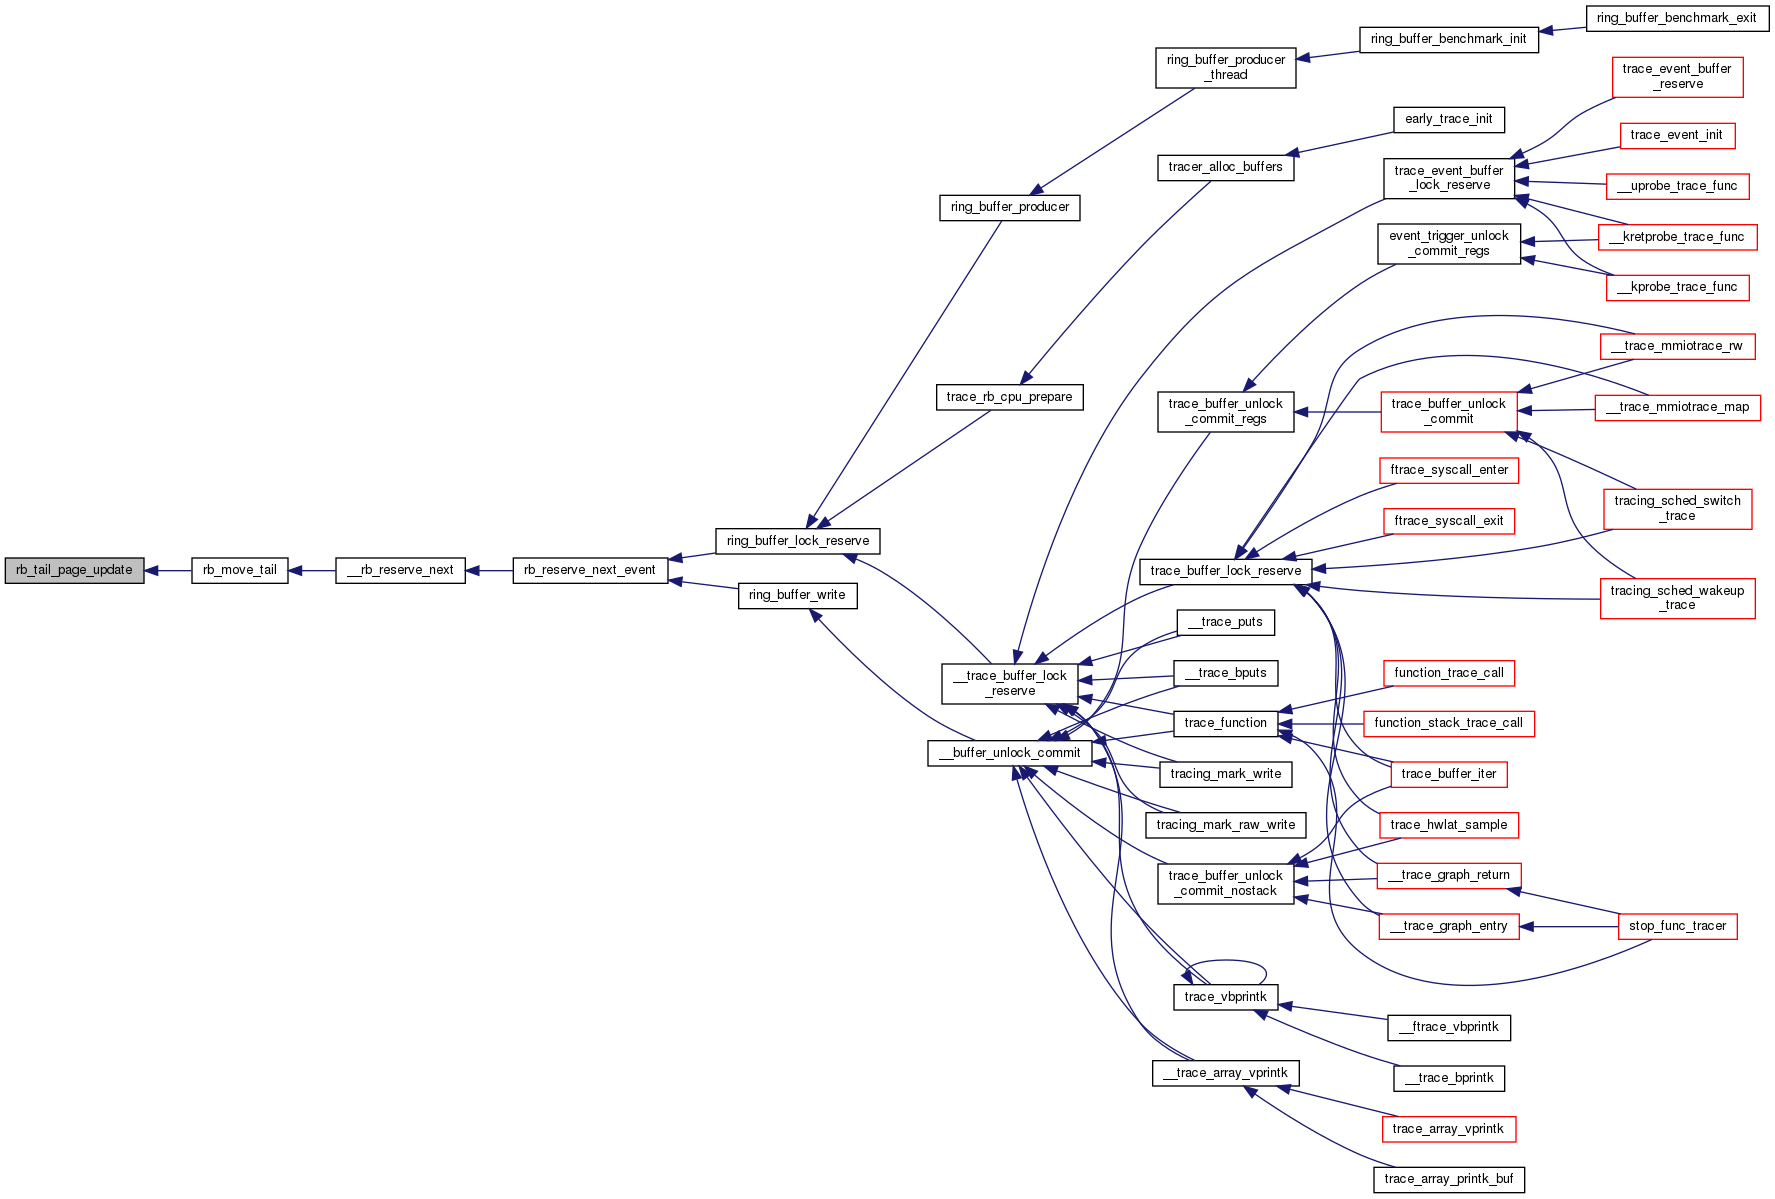 rb_tail_page_update
rb_move_tail
__rb_reserve_next
rb_reserve_next_event
ring_buffer_lock_reserve
ring_buffer_write
ring_buffer_producer
trace_rb_cpu_prepare
__trace_buffer_lock
_reserve
__buffer_unlock_commit
ring_buffer_producer
_thread
tracer_alloc_buffers
trace_buffer_unlock
_commit_regs
trace_buffer_lock_reserve
__trace_puts
__trace_bputs
trace_function
tracing_mark_write
tracing_mark_raw_write
trace_buffer_unlock
_commit_nostack
trace_vbprintk
__trace_array_vprintk
ring_buffer_benchmark_init
early_trace_init
trace_event_buffer
_lock_reserve
event_trigger_unlock
_commit_regs
trace_buffer_unlock
_commit
ftrace_syscall_enter
ftrace_syscall_exit
function_trace_call
function_stack_trace_call
trace_buffer_iter
trace_hwlat_sample
__trace_graph_return
__trace_graph_entry
__ftrace_vbprintk
__trace_bprintk
trace_array_vprintk
trace_array_printk_buf
ring_buffer_benchmark_exit
trace_event_buffer
_reserve
trace_event_init
__uprobe_trace_func
__kretprobe_trace_func
__kprobe_trace_func
__trace_mmiotrace_rw
__trace_mmiotrace_map
tracing_sched_switch
_trace
tracing_sched_wakeup
_trace
stop_func_tracer